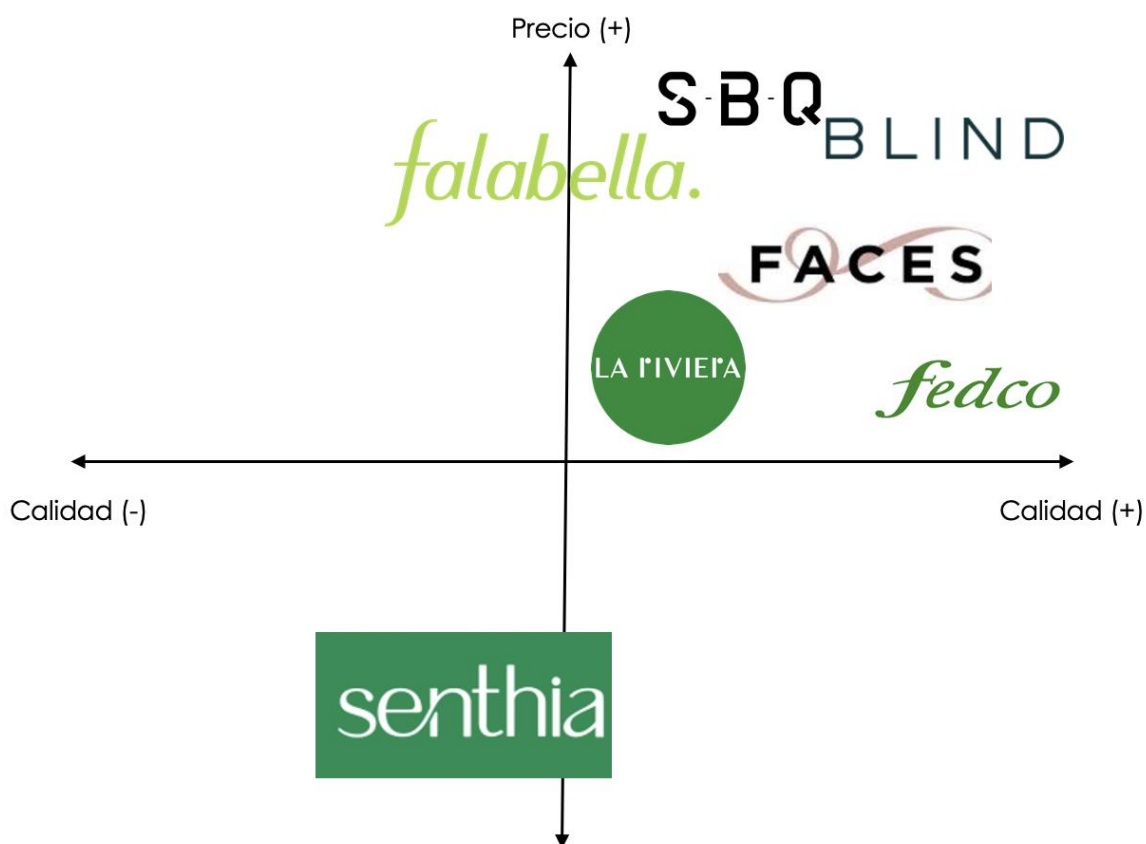 Precio (+)
S-B-Q
BLIND
falabella.
FACES
LA rIVIErA
fedco
Calidad (-)
Calidad (+)
senthia